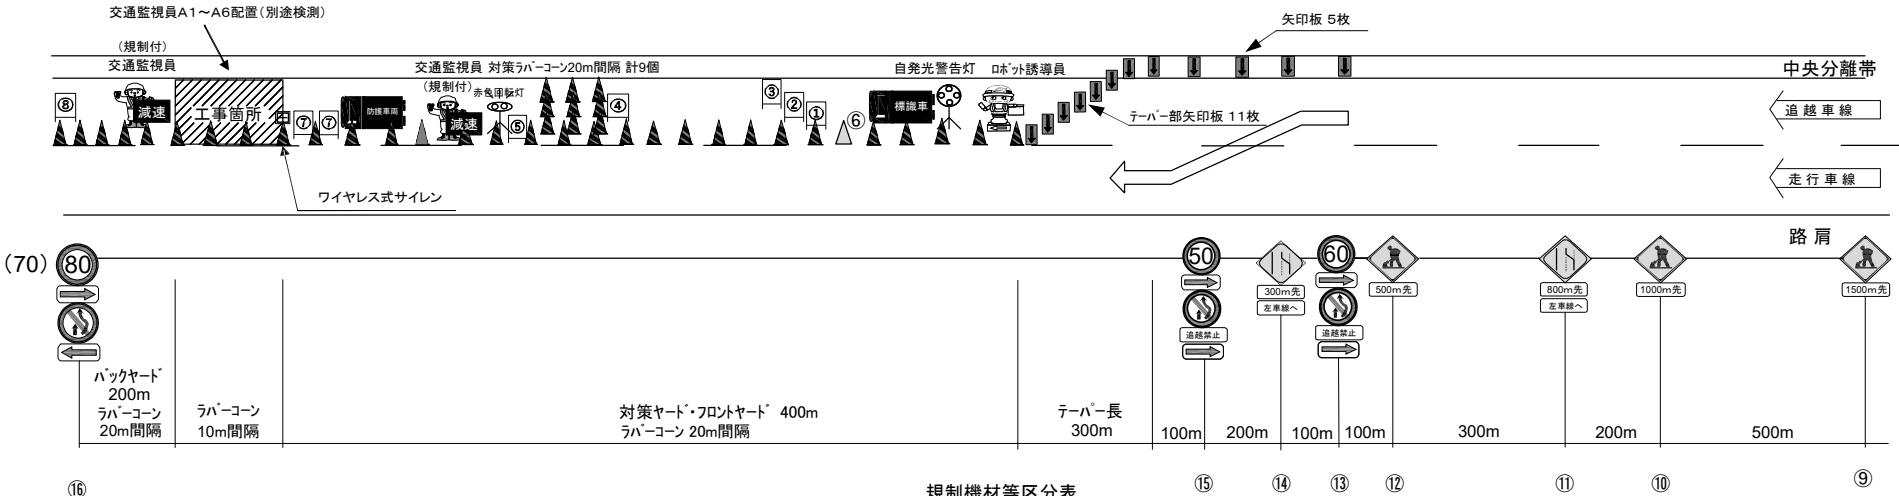 交通監視員A1～A6配置(別途検測)
矢印板 5枚
(規制付)
交通監視員
交通監視員 対策ﾗﾊﾞｰｺｰﾝ20m間隔 計9個
(規制付)
赤色回転灯
自発光警告灯
ﾛﾎﾞｯﾄ誘導員
中央分離帯
⑧
減速
工事箇所
⑦
⑦
防護車両
減速
⑤
④
③
②
①
⑥
標識車
ﾃｰﾊﾟｰ部矢印板 11枚
追越車線
走行車線
ワイヤレス式サイレン
路肩
(70)
80
50
60
追越禁止
300m先
左車線へ
追越禁止
500m先
800m先
左車線へ
1000m先
1500m先
ﾊﾞｯｸﾔｰﾄﾞ
200m
ﾗﾊﾞｰｺｰﾝ
20m間隔
ﾗﾊﾞｰｺｰﾝ
10m間隔
対策ﾔｰﾄﾞ・ﾌﾛﾝﾄﾔｰﾄﾞ 400m
ﾗﾊﾞｰｺｰﾝ 20m間隔
ﾃｰﾊﾟｰ長
300m
100m
200m
100m
100m
300m
200m
500m
⑯
⑮
⑭
⑬
⑫
⑪
⑩
⑨
規制機材等区分表